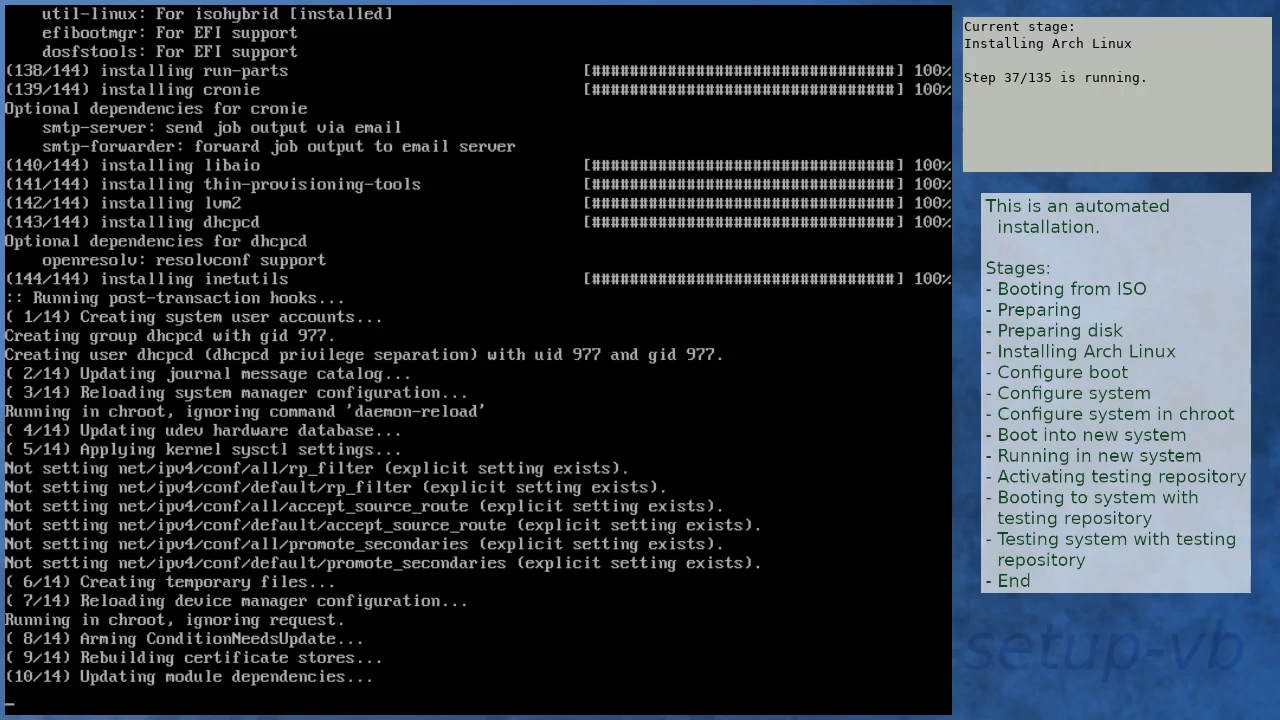 util-linux: For isohybrid [installed]
    efibootmgr: For EFI support
    dosfstools: For EFI support
(138/144) installing run-parts [################################] 100%
(139/144) installing cronie [################################] 100%
Optional dependencies for cronie
    smtp-server: send job output via email
    smtp-forwarder: forward job output to email server
(140/144) installing libaio [################################] 100%
(141/144) installing thin-provisioning-tools [################################] 100%
(142/144) installing lvm2 [################################] 100%
(143/144) installing dhcpcd [################################] 100%
Optional dependencies for dhcpcd
    openresolv: resolvconf support
(144/144) installing inetutils [################################] 100%
:: Running post-transaction hooks...
( 1/14) Creating system user accounts...
Creating group dhcpcd with gid 977.
Creating user dhcpcd (dhcpcd privilege separation) with uid 977 and gid 977.
( 2/14) Updating journal message catalog...
( 3/14) Reloading system manager configuration...
Running in chroot, ignoring command 'daemon-reload'
( 4/14) Updating udev hardware database...
( 5/14) Applying kernel sysctl settings...
Not setting net/ipv4/conf/all/rp_filter (explicit setting exists).
Not setting net/ipv4/conf/default/rp_filter (explicit setting exists).
Not setting net/ipv4/conf/all/accept_source_route (explicit setting exists).
Not setting net/ipv4/conf/default/accept_source_route (explicit setting exists).
Not setting net/ipv4/conf/all/promote_secondaries (explicit setting exists).
Not setting net/ipv4/conf/default/promote_secondaries (explicit setting exists).
( 6/14) Creating temporary files...
( 7/14) Reloading device manager configuration...
Running in chroot, ignoring request.
( 8/14) Arming ConditionNeedsUpdate...
( 9/14) Rebuilding certificate stores...
(10/14) Updating module dependencies...
_
Current stage:
Installing Arch Linux
Step 37/135 is running.
This is an automated
installation.
Stages:
- Booting from ISO
- Preparing
- Preparing disk
- Installing Arch Linux
- Configure boot
- Configure system
- Configure system in chroot
- Boot into new system
- Running in new system
- Activating testing repository
- Booting to system with
testing repository
- Testing system with testing
repository
- End
setup-vb